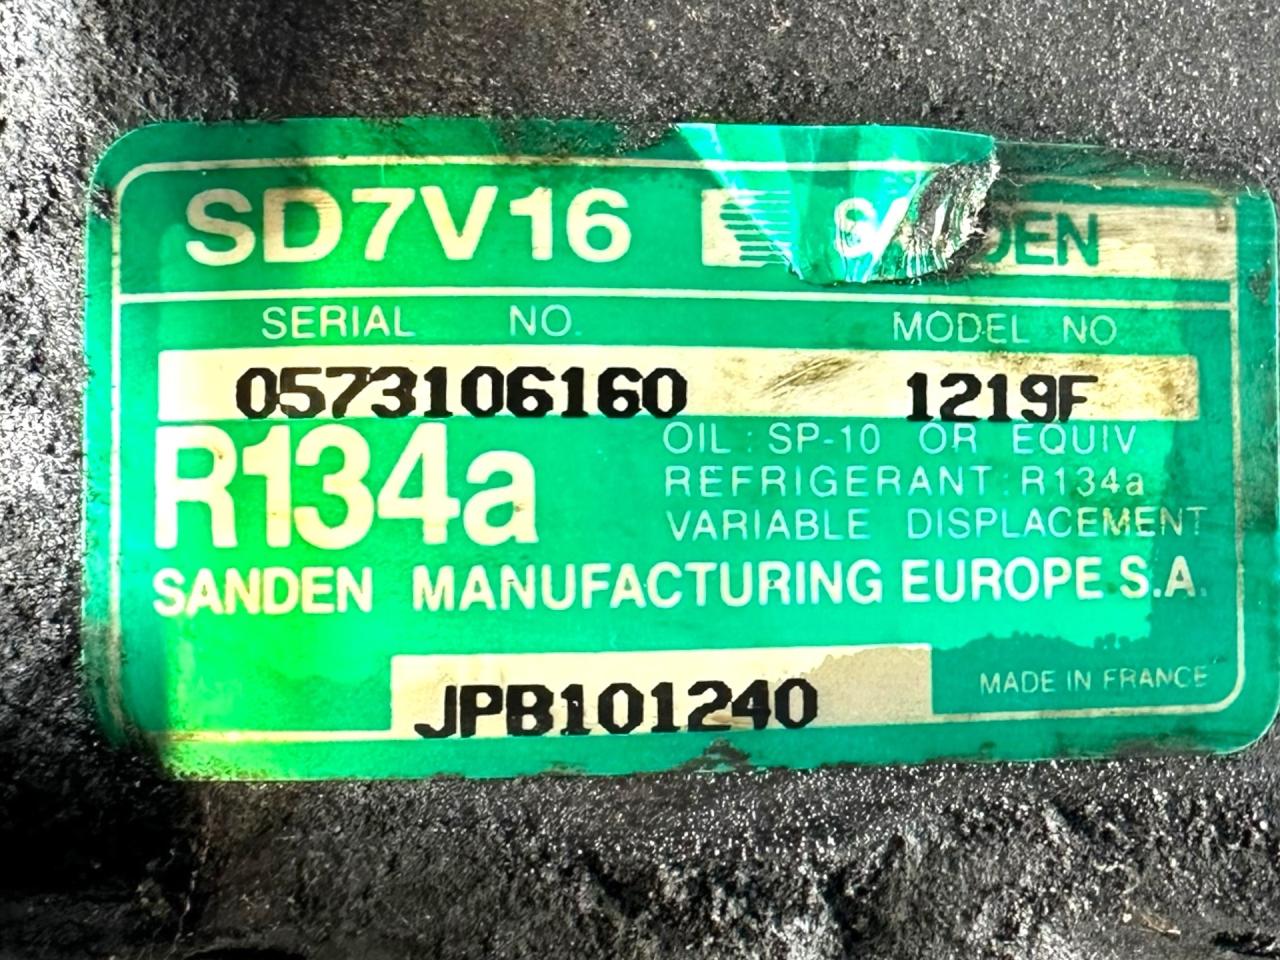 SD7V16 SANDEN
SERIAL NO. MODEL NO
0573106160 1219F
R134a
OIL : SP-10 OR EQUIV
REFRIGERANT : R134a
VARIABLE DISPLACEMENT
SANDEN MANUFACTURING EUROPE S.A.
JPB101240
MADE IN FRANCE